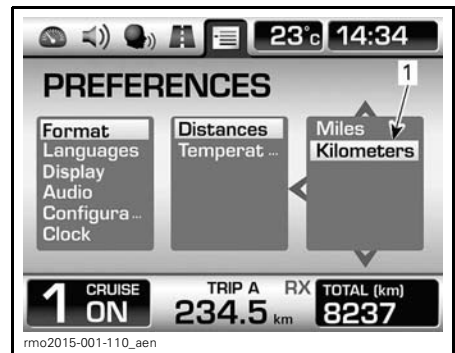 23°c 14:34
PREFERENCES
1
Format
Languages
Display
Audio
Configura ...
Clock
Distances
Temperat ...
Miles
Kilometers
1 CRUISE ON
TRIP A
234.5 km
RX
TOTAL (km)
8237
rmo2015-001-110_aen